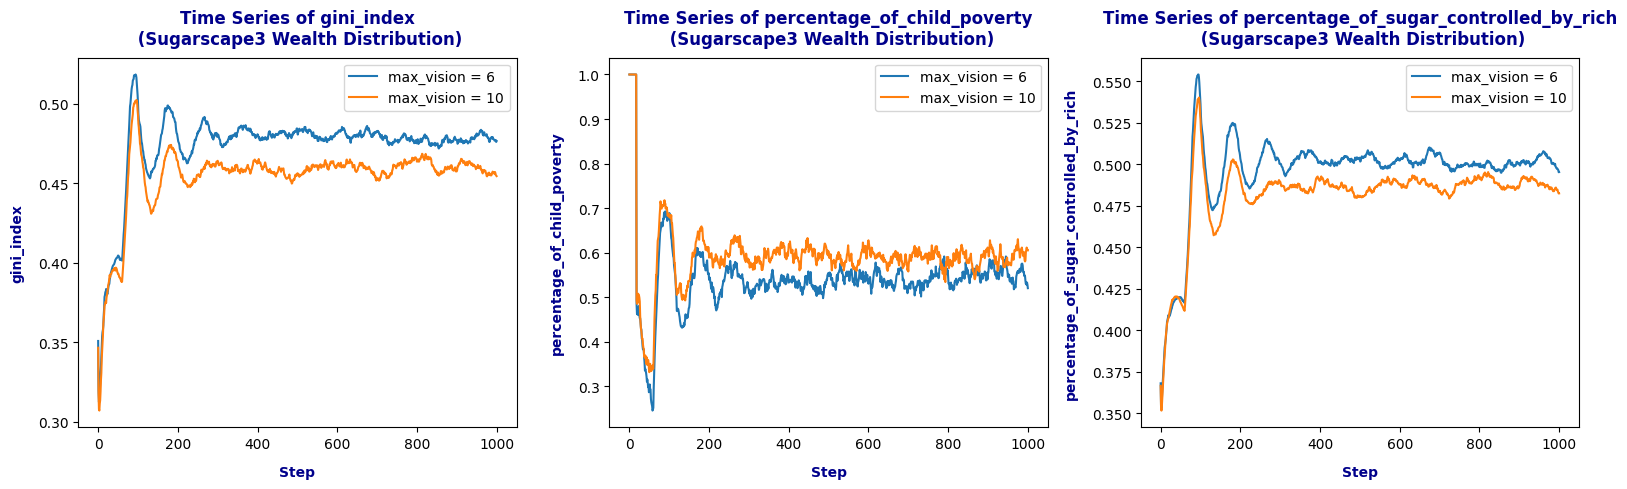 Time Series of gini_index
(Sugarscape3 Wealth Distribution)
gini_index
0.50
0.45
0.40
0.35
0.30
0
200
400
600
800
1000
Step
max_vision = 6
max_vision = 10
Time Series of percentage_of_child_poverty
(Sugarscape3 Wealth Distribution)
percentage_of_child_poverty
1.0
0.9
0.8
0.7
0.6
0.5
0.4
0.3
0
200
400
600
800
1000
Step
max_vision = 6
max_vision = 10
Time Series of percentage_of_sugar_controlled_by_rich
(Sugarscape3 Wealth Distribution)
percentage_of_sugar_controlled_by_rich
0.550
0.525
0.500
0.475
0.450
0.425
0.400
0.375
0.350
0
200
400
600
800
1000
Step
max_vision = 6
max_vision = 10